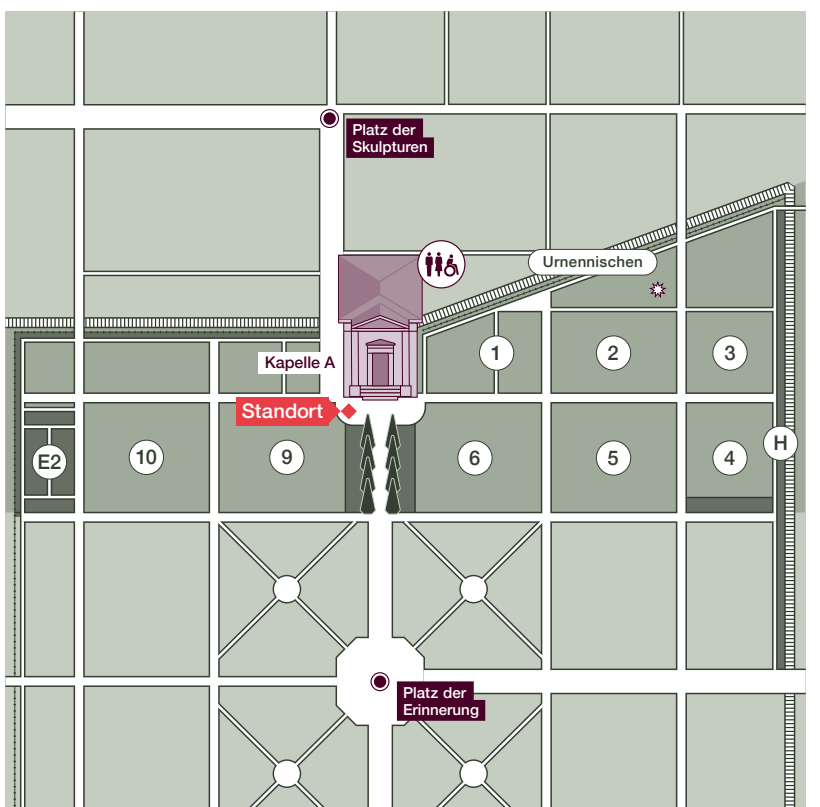 Platz der
Skulpturen
Urnennischen
1
2
3
Kapelle A
Standort
E2
10
9
6
5
4
H
Platz der
Erinnerung